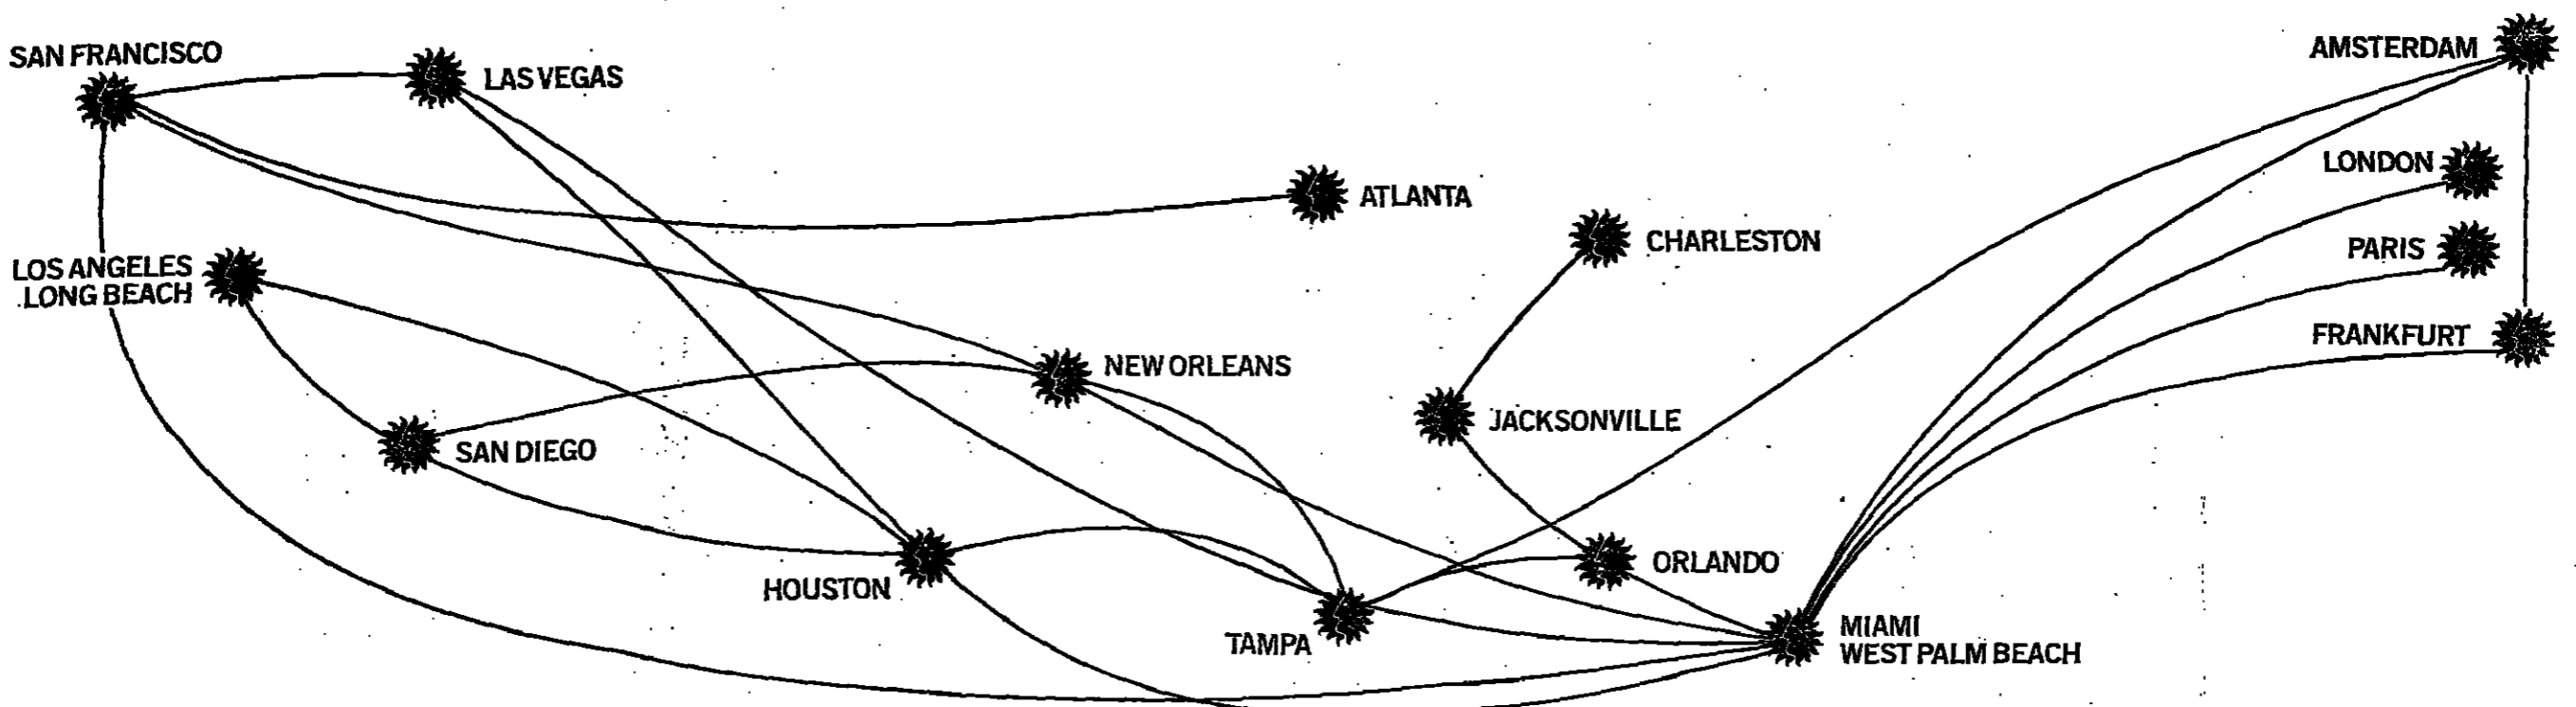 SAN FRANCISCO
LAS VEGAS
AMSTERDAM
LONDON
ATLANTA
CHARLESTON
PARIS
LOS ANGELES
LONG BEACH
FRANKFURT
NEW ORLEANS
JACKSONVILLE
SAN DIEGO
ORLANDO
HOUSTON
TAMPA
MIAMI
WEST PALM BEACH